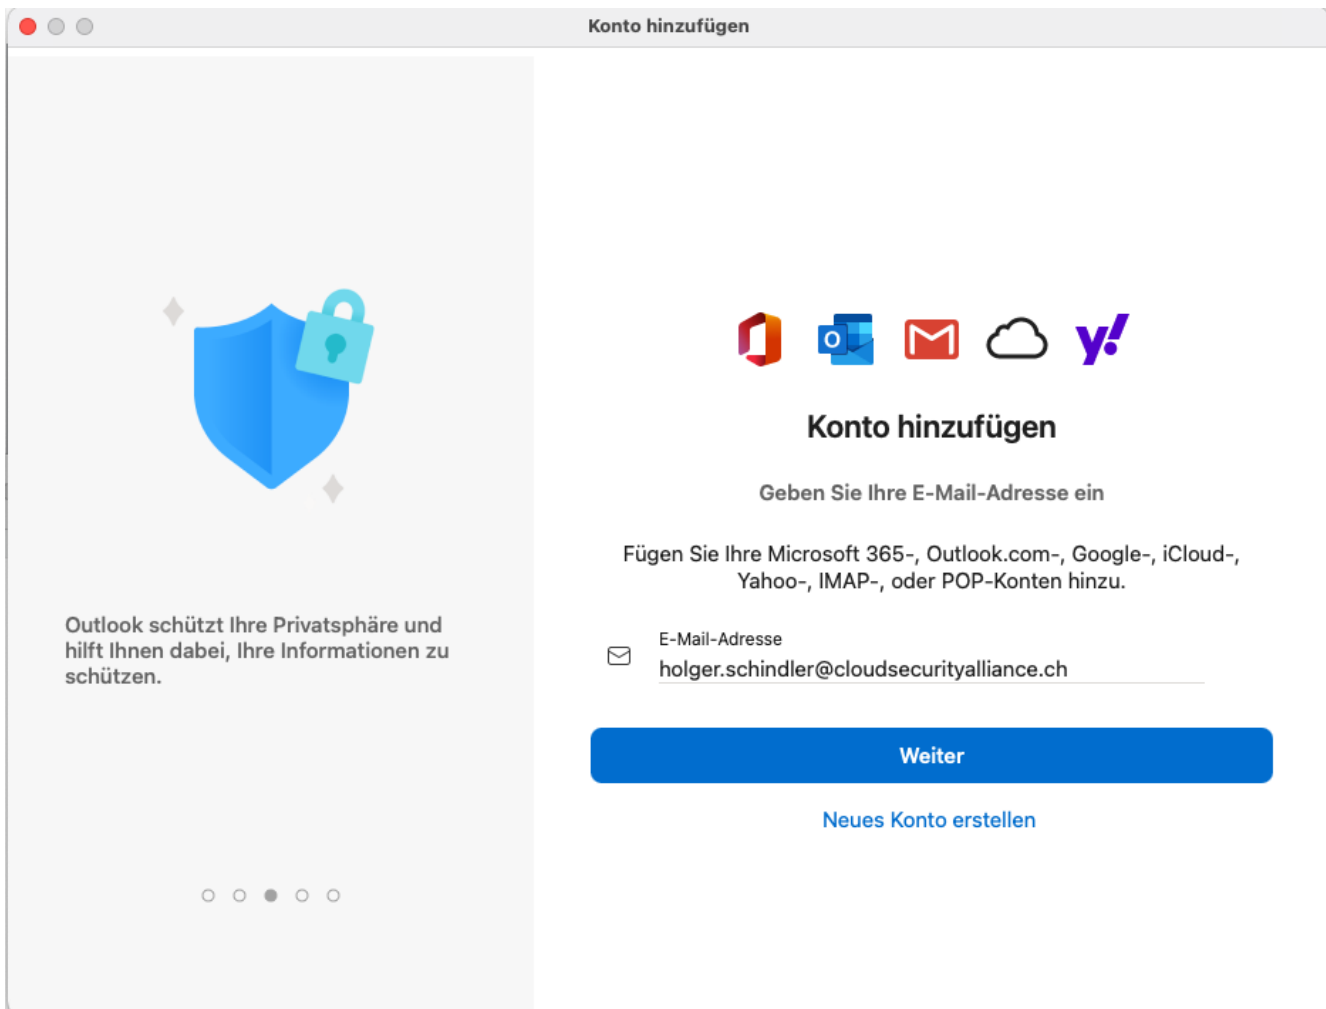 Konto hinzufügen
Outlook schützt Ihre Privatsphäre und
hilft Ihnen dabei, Ihre Informationen zu
schützen.
Konto hinzufügen
Geben Sie Ihre E-Mail-Adresse ein
Fügen Sie Ihre Microsoft 365-, Outlook.com-, Google-, iCloud-,
Yahoo-, IMAP-, oder POP-Konten hinzu.
E-Mail-Adresse
holger.schindler@cloudsecurityalliance.ch
Weiter
Neues Konto erstellen